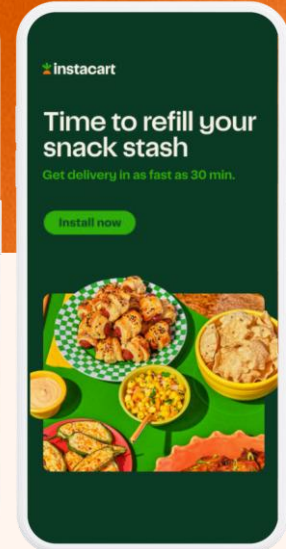 instacart
Time to refill your
snack stash
Get delivery in as fast as 30 min.
Install now